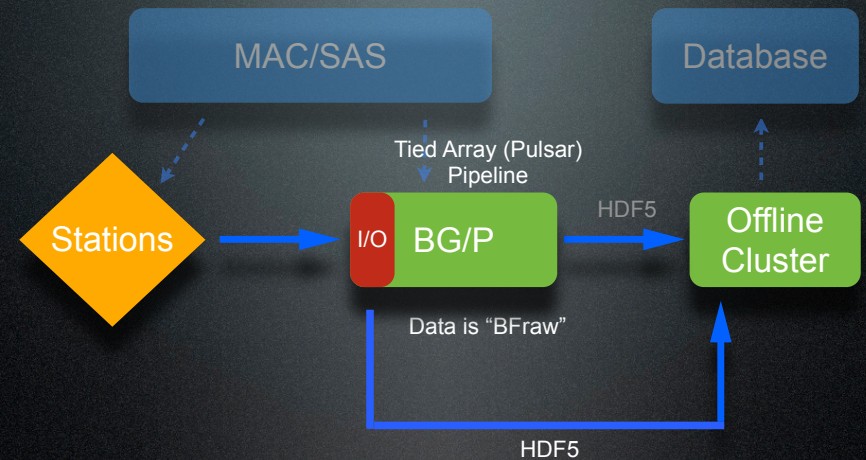 MAC/SAS
Database
Tied Array (Pulsar)
Pipeline
Stations
I/O
BG/P
HDF5
Offline
Cluster
Data is “BFraw”
HDF5